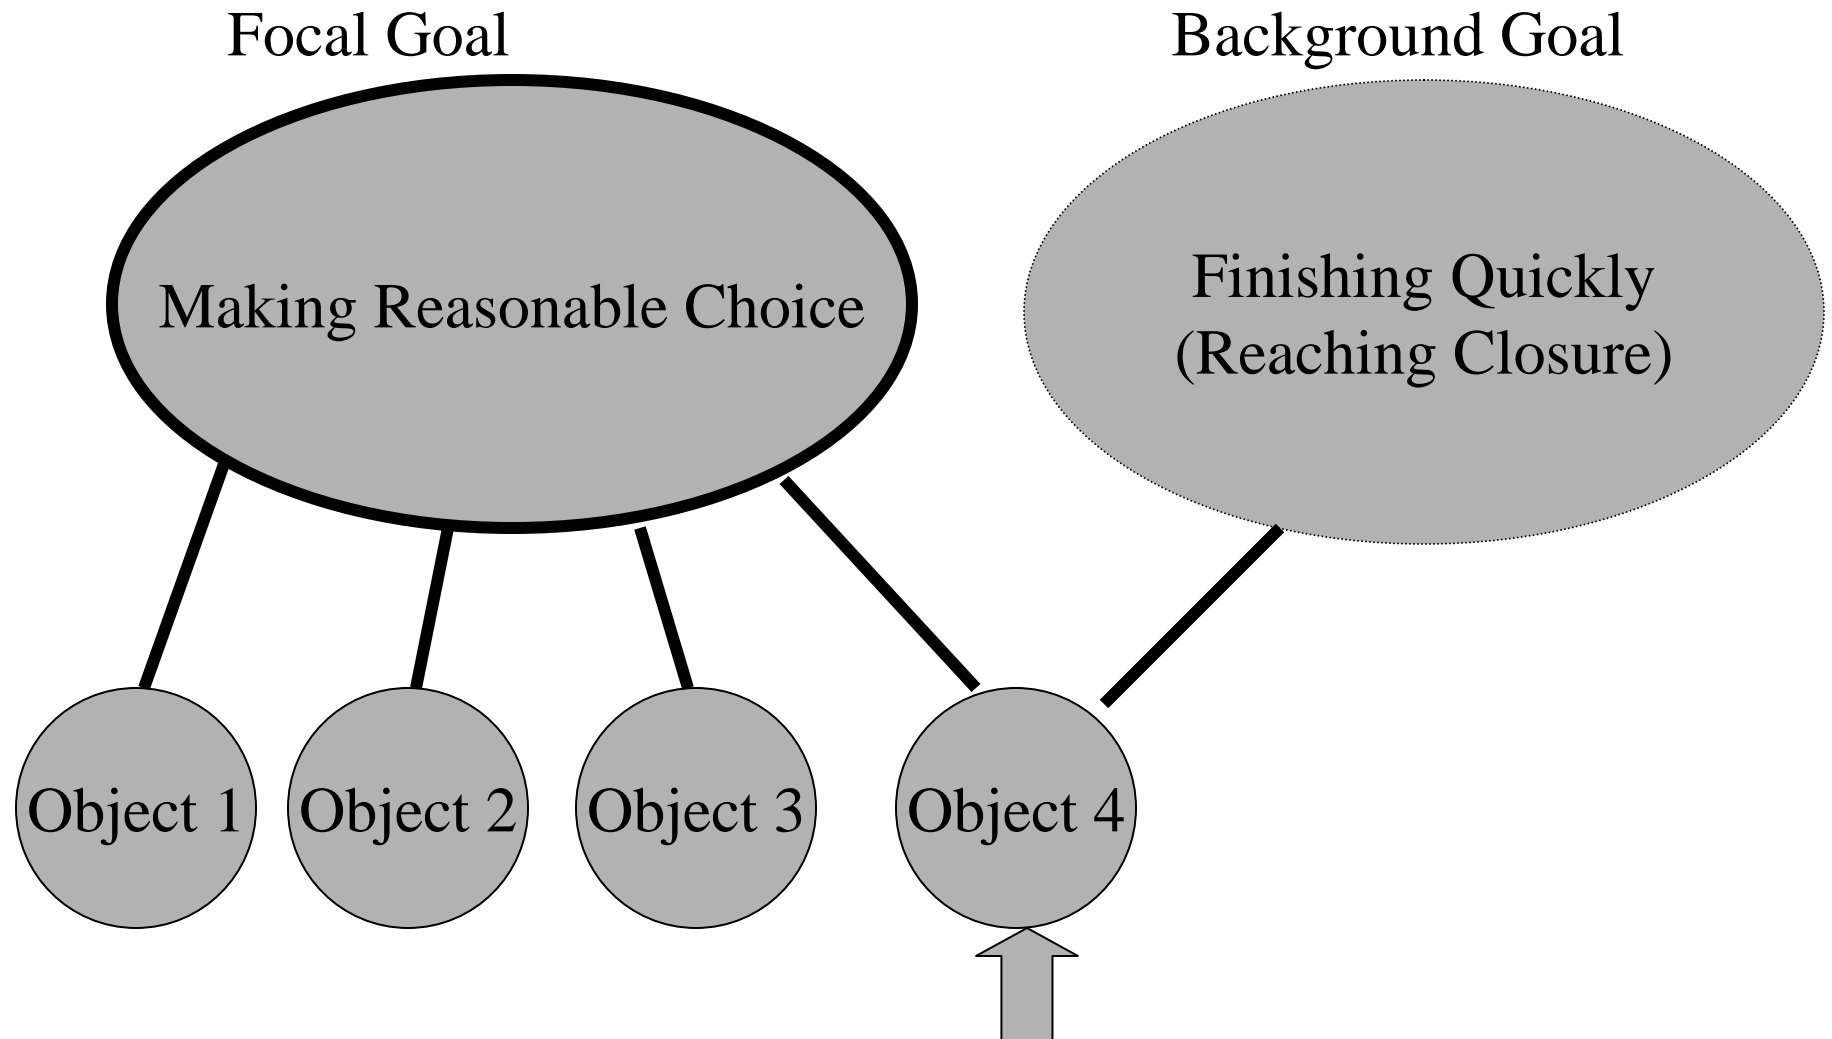 Focal Goal
Background Goal
Making Reasonable Choice
Finishing Quickly
(Reaching Closure)
Object 1
Object 2
Object 3
Object 4